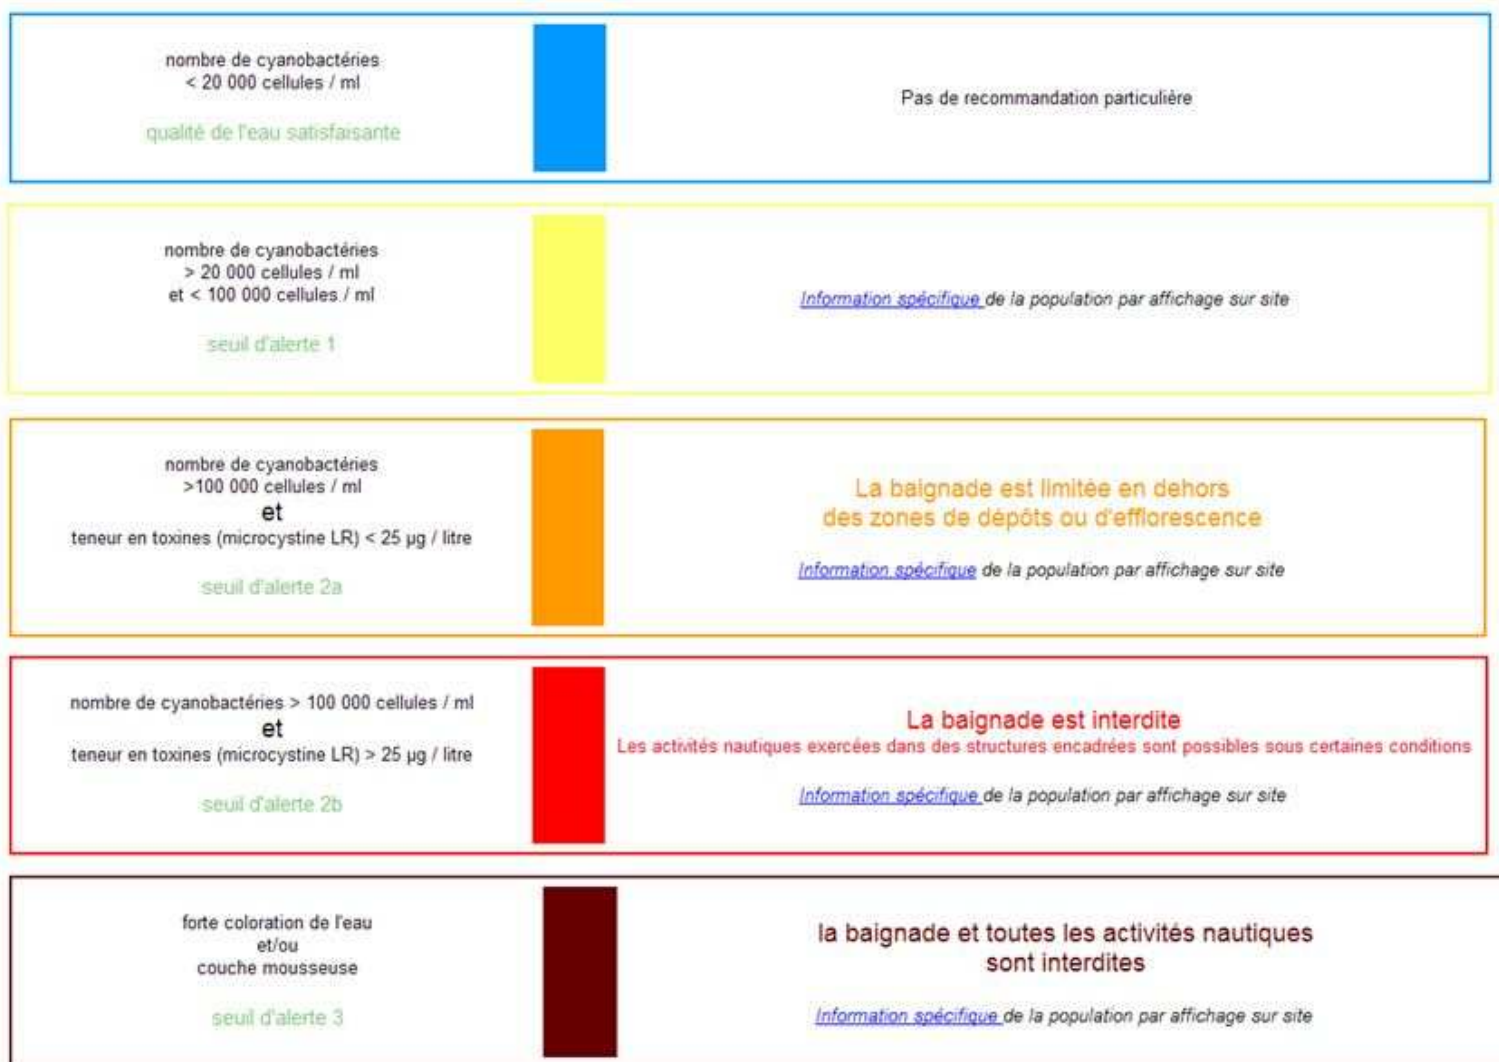 nombre de cyanobactéries
< 20 000 cellules / ml
qualité de l'eau satisfaisante
Pas de recommandation particulière
nombre de cyanobactéries
> 20 000 cellules / ml
et < 100 000 cellules / ml
seuil d'alerte 1
Information spécifique de la population par affichage sur site
nombre de cyanobactéries
>100 000 cellules / ml
et
teneur en toxines (microcystine LR) < 25 µg / litre
seuil d'alerte 2a
La baignade est limitée en dehors
des zones de dépôts ou d'efflorescence
Information spécifique de la population par affichage sur site
nombre de cyanobactéries > 100 000 cellules / ml
et
teneur en toxines (microcystine LR) > 25 µg / litre
seuil d'alerte 2b
La baignade est interdite
Les activités nautiques exercées dans des structures encadrées sont possibles sous certaines conditions
Information spécifique de la population par affichage sur site
forte coloration de l'eau
et/ou
couche mousseuse
seuil d'alerte 3
la baignade et toutes les activités nautiques
sont interdites
Information spécifique de la population par affichage sur site